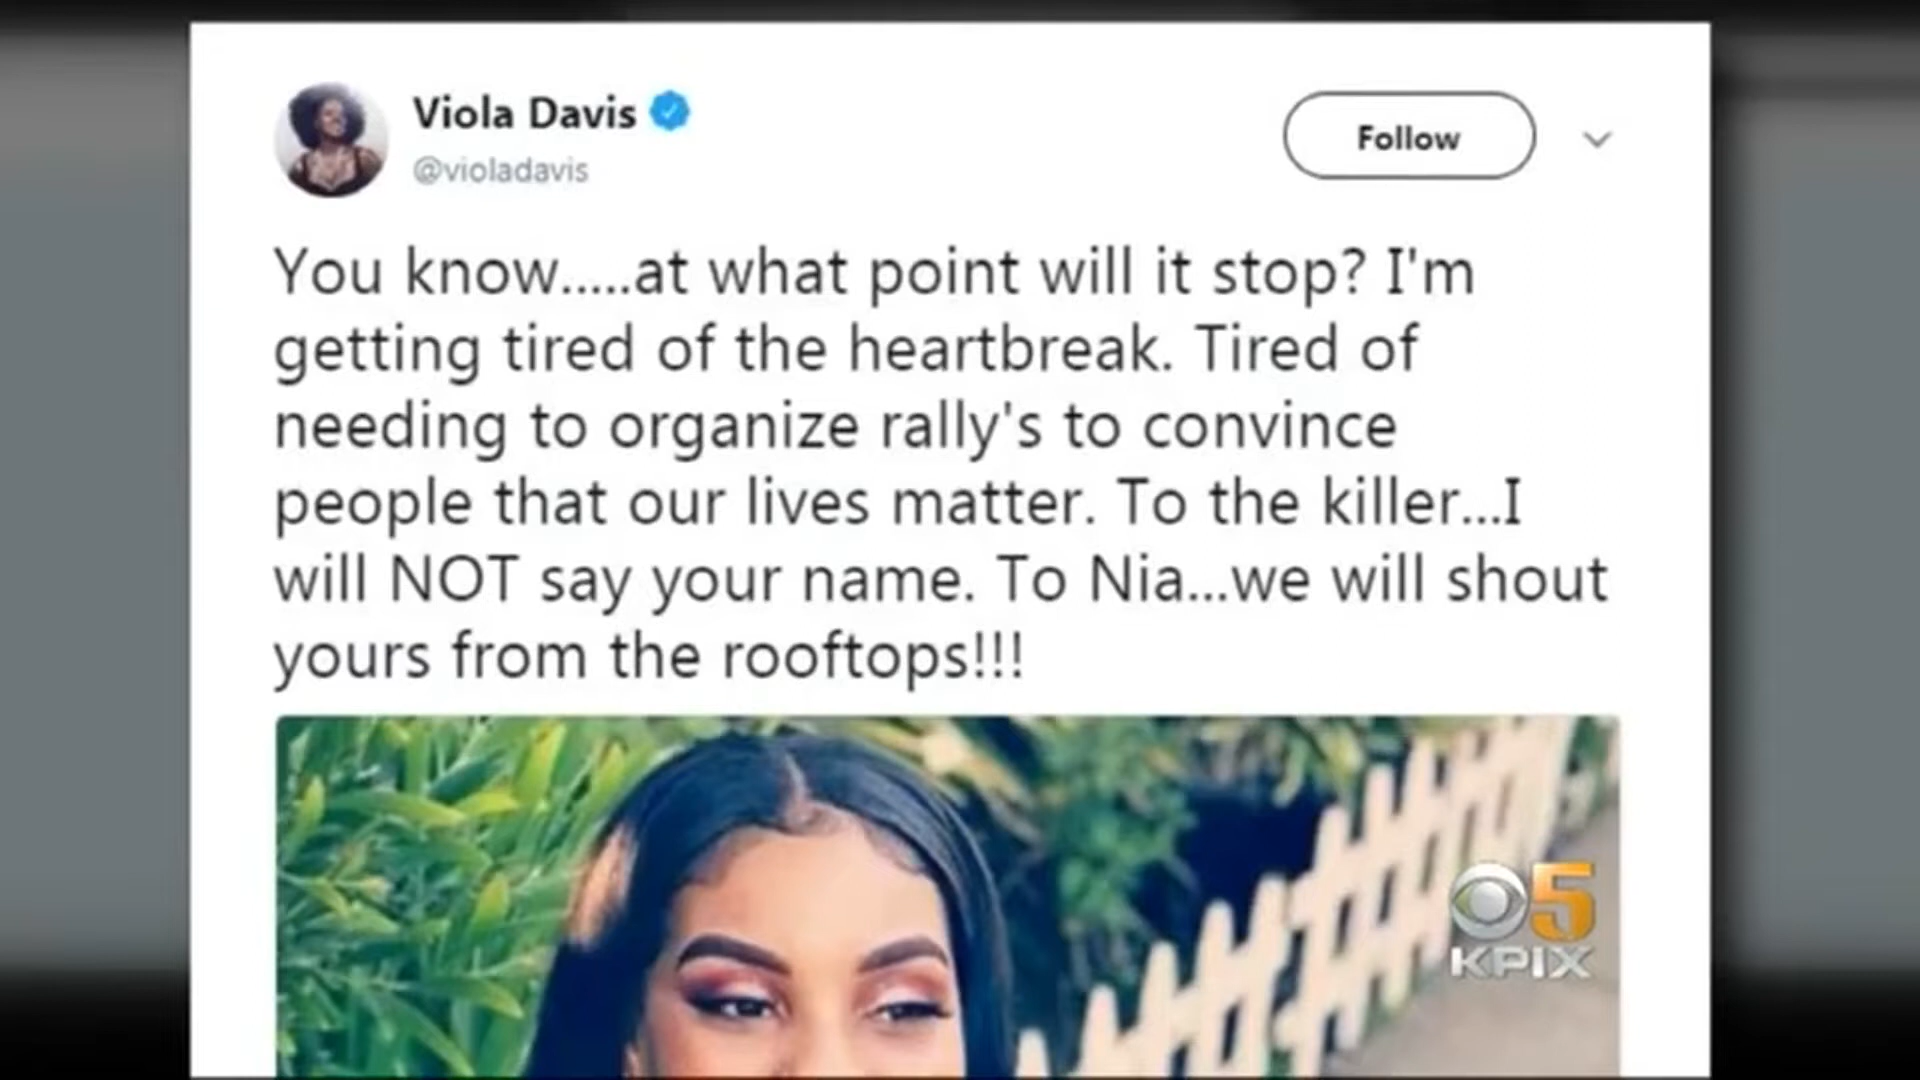 Viola Davis
@violadavis
Follow
You know.....at what point will it stop? I'm
getting tired of the heartbreak. Tired of
needing to organize rally's to convince
people that our lives matter. To the killer...I
will NOT say your name. To Nia...we will shout
yours from the rooftops!!!
5
KPIX